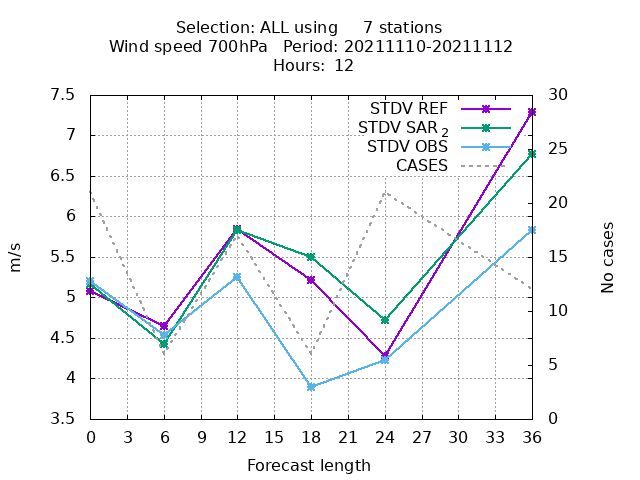 Selection: ALL using     7 stations
Wind speed 700hPa   Period: 20211110-20211112
Hours: 12
STDV REF
STDV SAR 2
STDV OBS
CASES
7.5
7
6.5
6
5.5
5
4.5
4
3.5
m/s
30
25
20
15
10
5
0
No cases
0 3 6 9 12 15 18 21 24 27 30 33 36
Forecast length